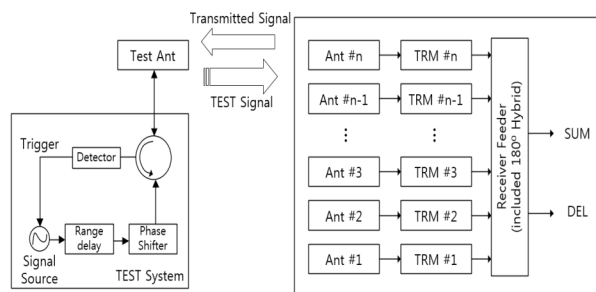 Transmitted Signal
Test Ant
TEST Signal
Trigger
Detector
Range
delay
Phase
Shifter
Signal
Source
TEST System
Ant #n
TRM #n
Ant #n-1
TRM #n-1
Ant #3
TRM #3
Ant #2
TRM #2
Ant #1
TRM #1
Receiver Feeder
(included 180º Hybrid)
SUM
DEL